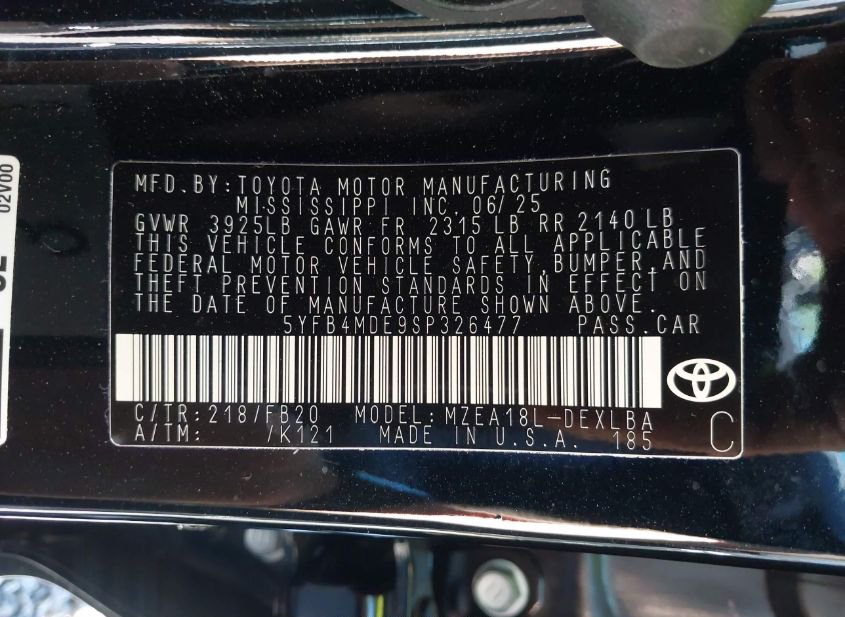 02V00
MFD.BY:TOYOTA MOTOR MANUFACTURING
MISSISSIPPI INC.06/25
GVWR 3925LB GAWR FR 2315LB RR 2140LB
THIS VEHICLE CONFORMS TO ALL APPLICABLE
FEDERAL MOTOR VEHICLE SAFETY,BUMPER,AND
THEFT PREVENTION STANDARDS IN EFFECT ON
THE DATE OF MANUFACTURE SHOWN ABOVE.
5YFB4MDE9SP326477 PASS.CAR
C/TR:218/FB20 MODEL:MZEA18L-DEXLBA
A/TM: /K121 MADE IN U.S.A. 185
C